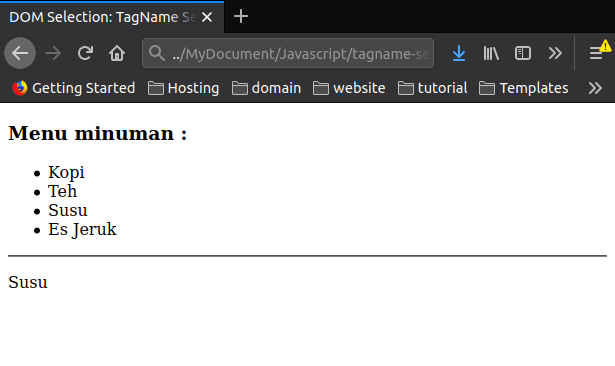 DOM Selection: TagName Se
../MyDocument/Javascript/tagname-se
Getting Started Hosting domain website tutorial Templates
Menu minuman :
Kopi
Teh
Susu
Es Jeruk
Susu